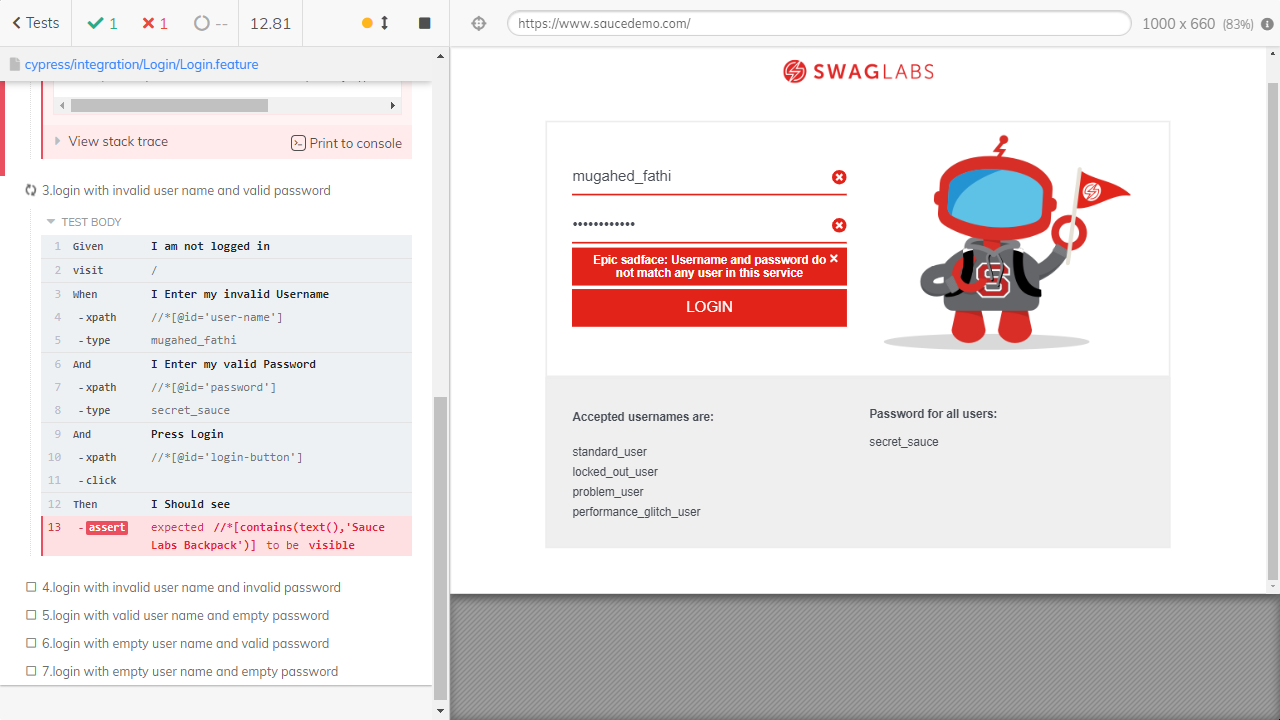 Tests
1
1
--
12.81
https://www.saucedemo.com/
1000 x 660 (83%)
cypress/integration/Login/Login.feature
View stack trace
Print to console
3.login with invalid user name and valid password
TEST BODY
1 Given I am not logged in
2 visit /
3 When I Enter my invalid Username
4 -xpath //*[@id='user-name']
5 -type mugahed_fathi
6 And I Enter my valid Password
7 -xpath //*[@id='password']
8 -type secret_sauce
9 And Press Login
10 -xpath //*[@id='login-button']
11 -click
12 Then I Should see
13 -assert expected //*[contains(text(),'Sauce
Labs Backpack')] to be visible
4.login with invalid user name and invalid password
5.login with valid user name and empty password
6.login with empty user name and valid password
7.login with empty user name and empty password
SWAGLABS
mugahed_fathi
••••••••••••
Epic sadface: Username and password do
not match any user in this service
LOGIN
S
Accepted usernames are:
standard_user
locked_out_user
problem_user
performance_glitch_user
Password for all users:
secret_sauce